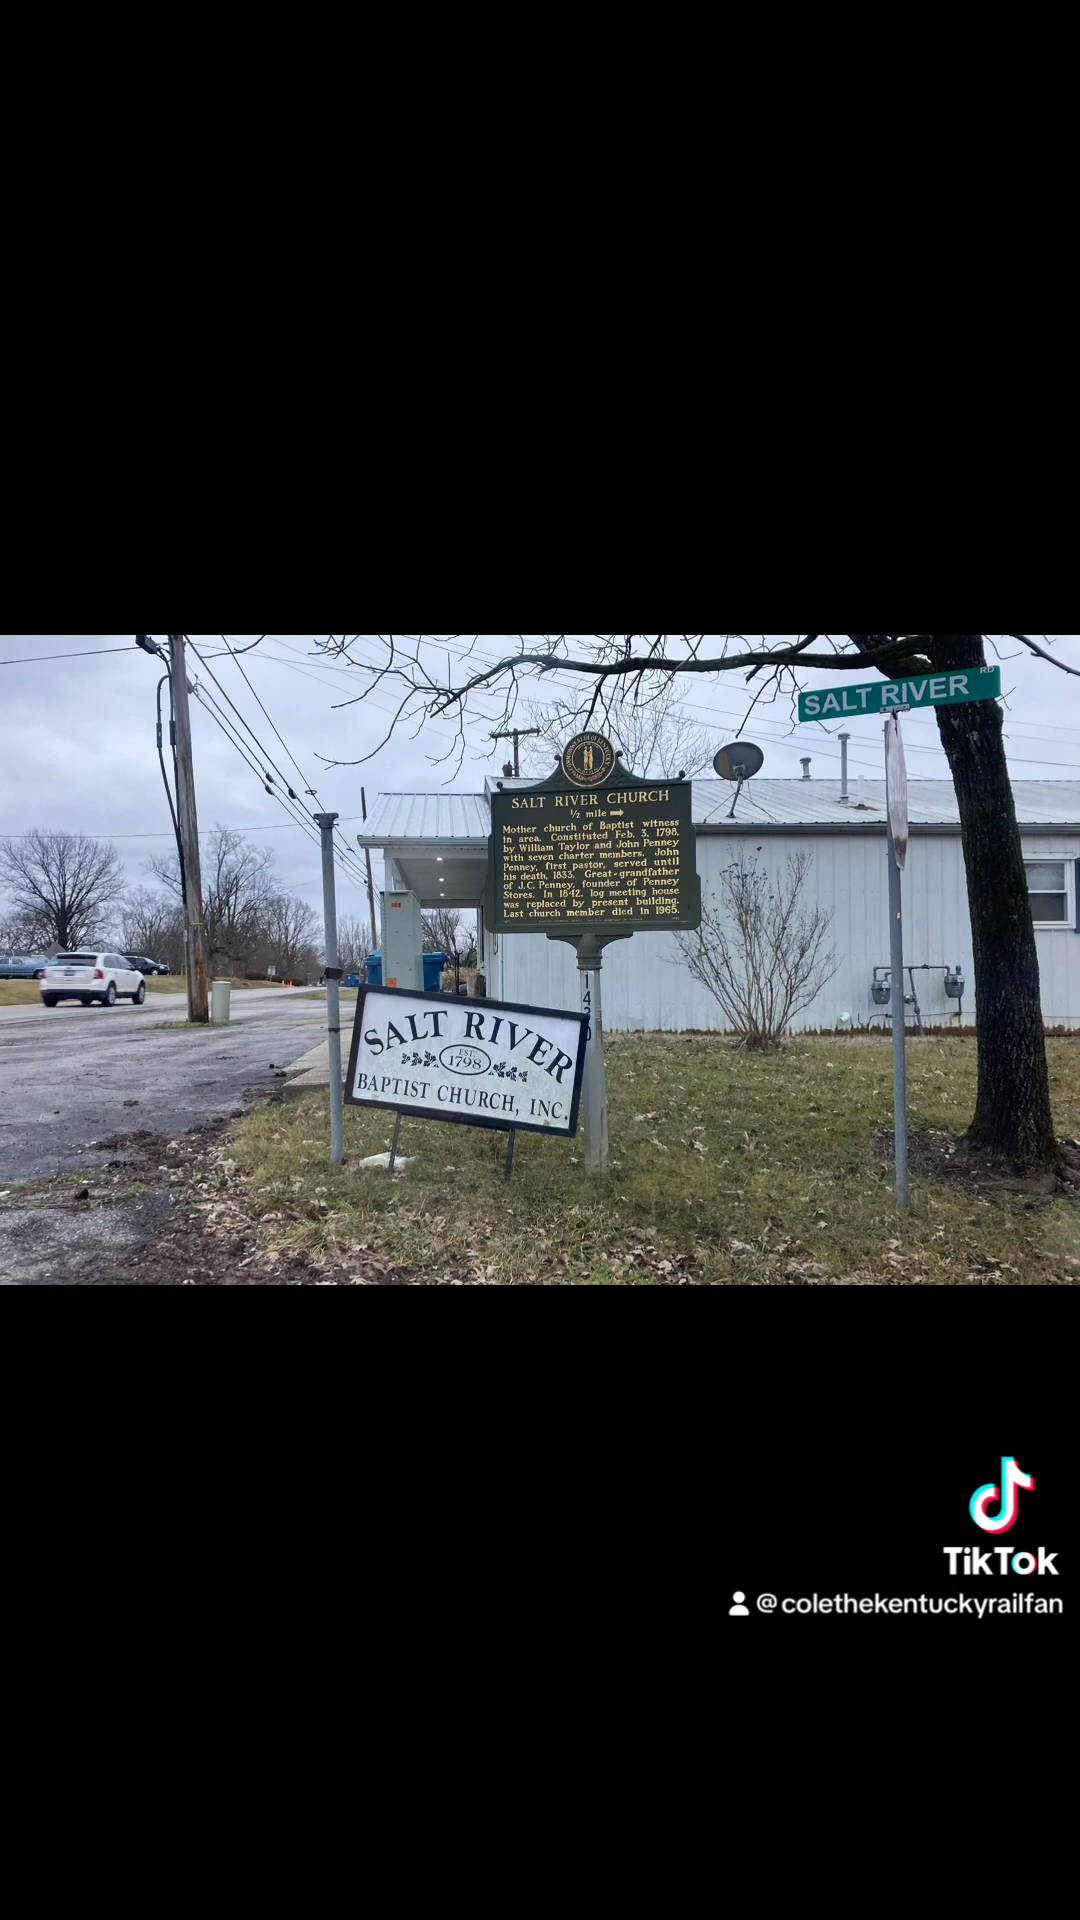 SALT RIVER RD
COMMONWEALTH OF KENTUCKY
SALT RIVER CHURCH
½ mile ➡
Mother church of Baptist witness
in area. Constituted Feb. 3, 1798,
by William Taylor and John Penney
with seven charter members. John
Penney, first pastor, served until
his death, 1833. Great-grandfather
of J.C. Penney, founder of Penney
Stores. In 1842, log meeting house
was replaced by present building.
Last church member died in 1965.
SALT RIVER
EST.
1798
BAPTIST CHURCH, INC.
TikTok
@colethekentuckyrailfan